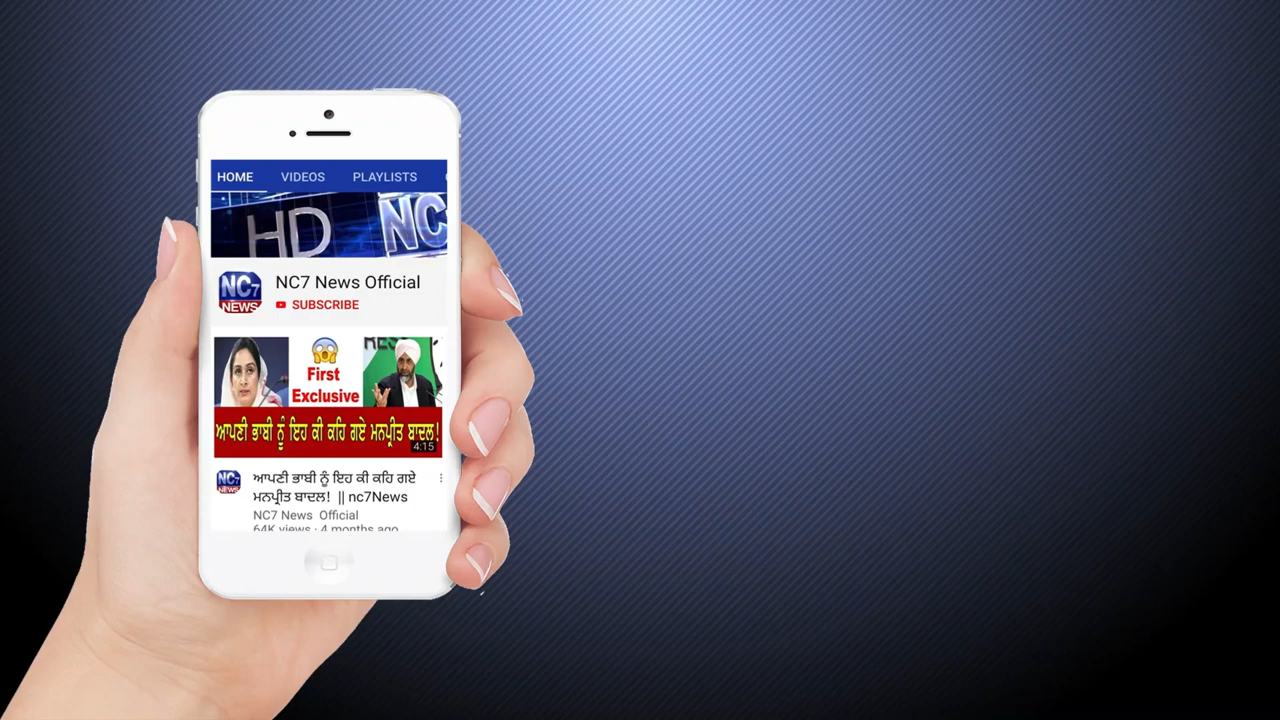 HOME VIDEOS PLAYLISTS
HD NC
NC7 NEWS
NC7 News Official
SUBSCRIBE
First
Exclusive
ਆਪਣੀ ਭਾਬੀ ਨੂੰ ਇਹ ਕੀ ਕਹਿ ਗਏ ਮਨਪ੍ਰੀਤ ਬਾਦਲ!
4:15
NC7 NEWS
ਆਪਣੀ ਭਾਬੀ ਨੂੰ ਇਹ ਕੀ ਕਹਿ ਗਏ
ਮਨਪ੍ਰੀਤ ਬਾਦਲ! || nc7News
NC7 News Official
64K views · 4 months ago